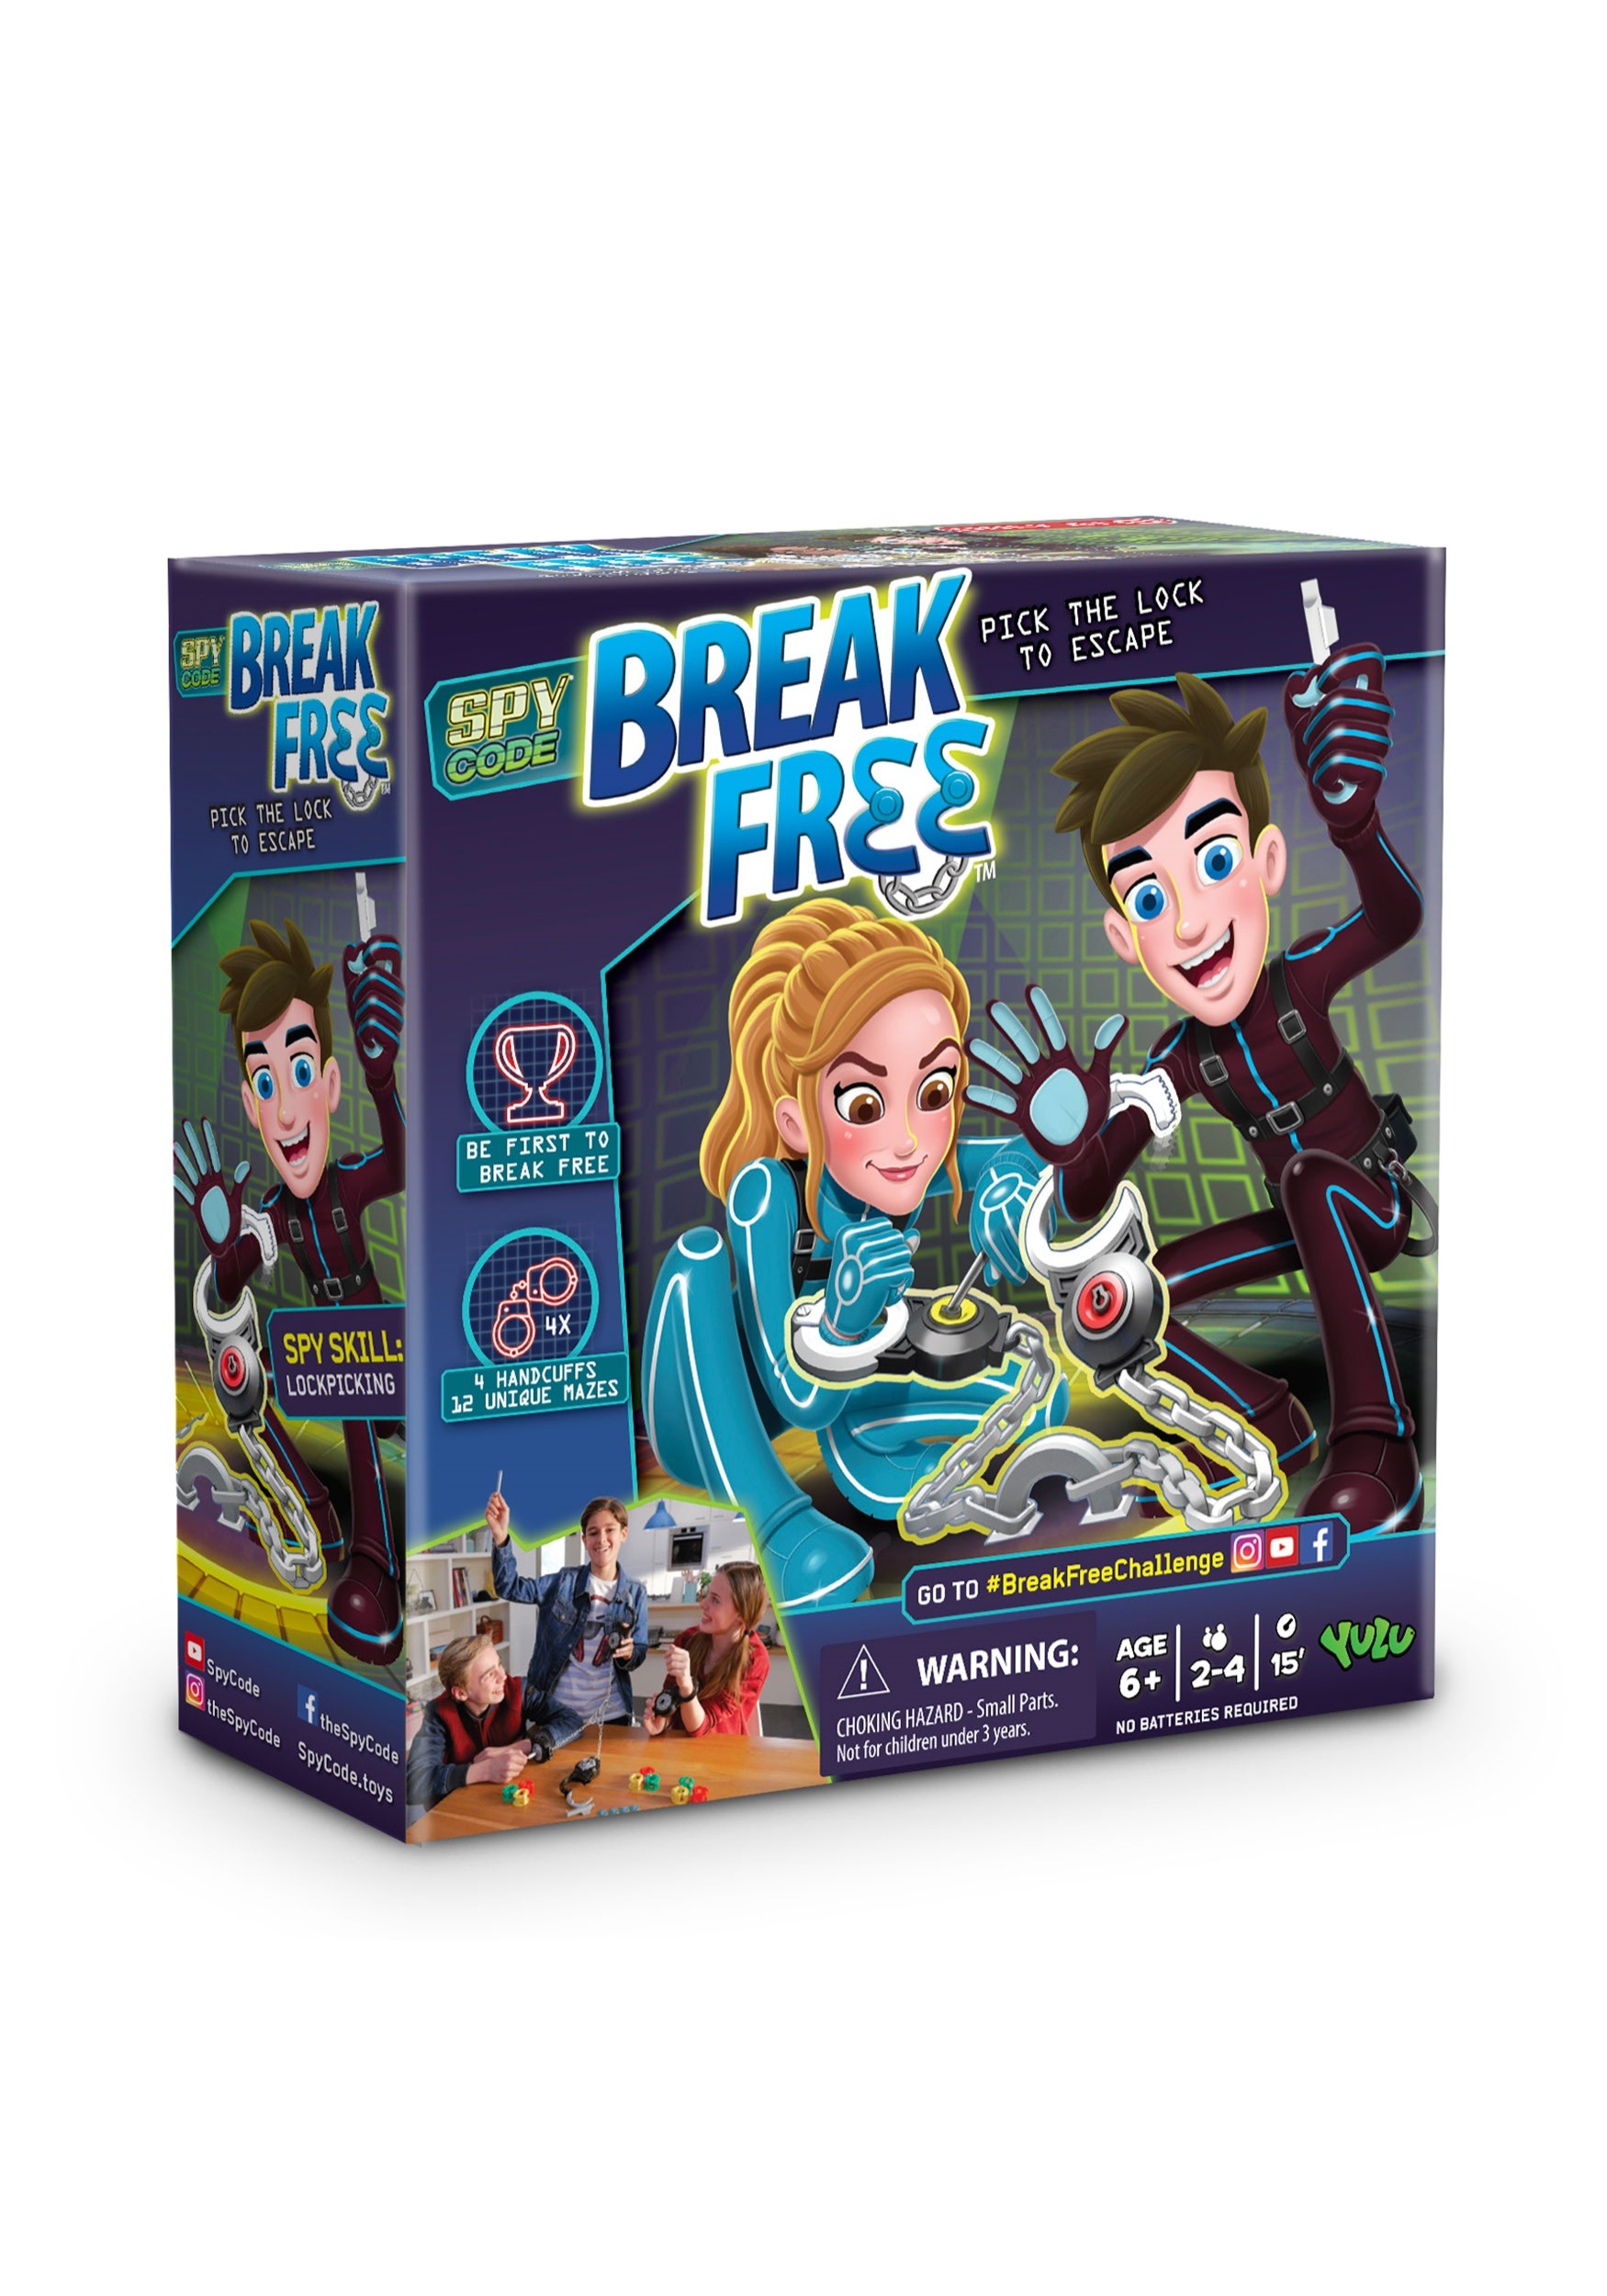 SPY
CODE
BREAK
FREE
TM
PICK THE LOCK
TO ESCAPE
SPY SKILL:
LOCKPICKING
SpyCode
theSpyCode
theSpyCode
SpyCode.toys
SPY
CODE
BREAK
FREE
TM
PICK THE LOCK
TO ESCAPE
BE FIRST TO
BREAK FREE
4X
4 HANDCUFFS
12 UNIQUE MAZES
GO TO #BreakFreeChallenge
WARNING:
CHOKING HAZARD - Small Parts.
Not for children under 3 years.
AGE
6+
2-4
15'
NO BATTERIES REQUIRED
YULU